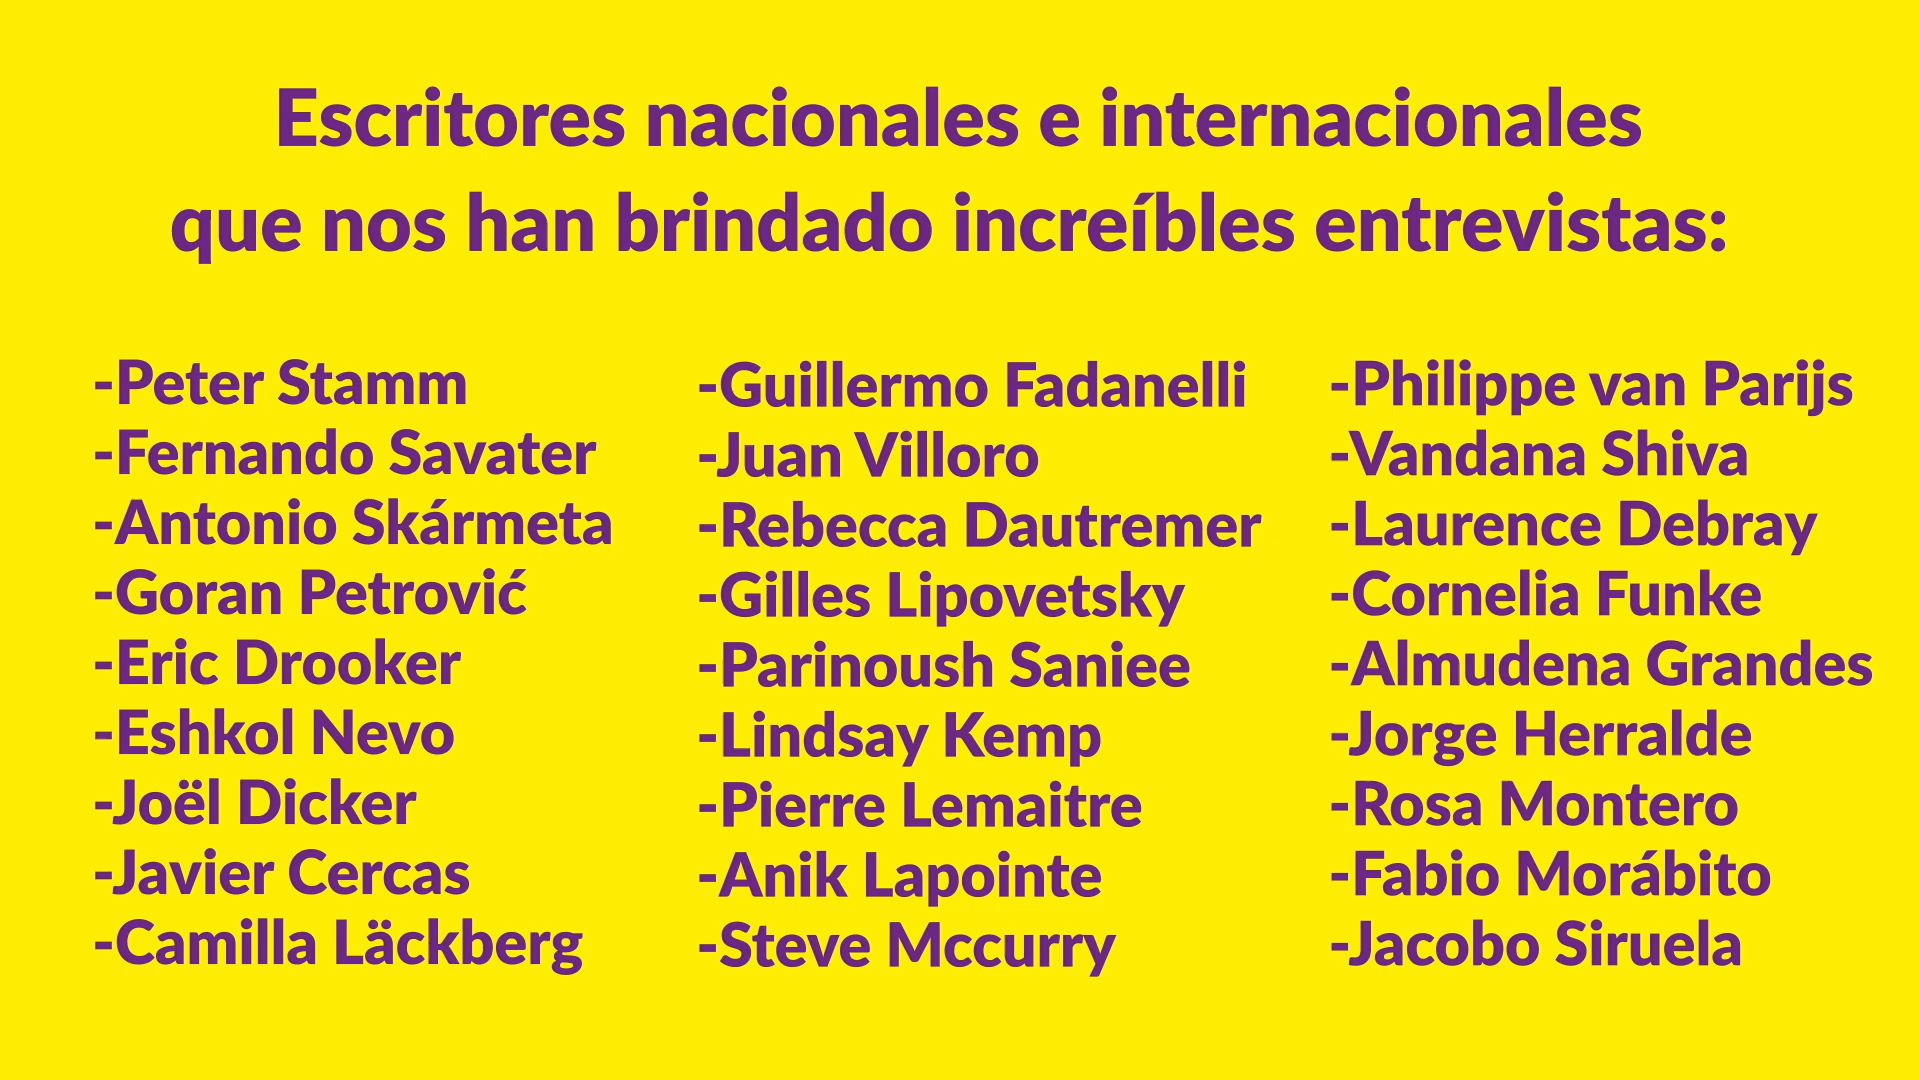 Escritores nacionales e internacionales
que nos han brindado increíbles entrevistas:
-Peter Stamm
-Fernando Savater
-Antonio Skármeta
-Goran Petrović
-Eric Drooker
-Eshkol Nevo
-Joël Dicker
-Javier Cercas
-Camilla Läckberg
-Guillermo Fadanelli
-Juan Villoro
-Rebecca Dautremer
-Gilles Lipovetsky
-Parinoush Saniee
-Lindsay Kemp
-Pierre Lemaitre
-Anik Lapointe
-Steve Mccurry
-Philippe van Parijs
-Vandana Shiva
-Laurence Debray
-Cornelia Funke
-Almudena Grandes
-Jorge Herralde
-Rosa Montero
-Fabio Morábito
-Jacobo Siruela